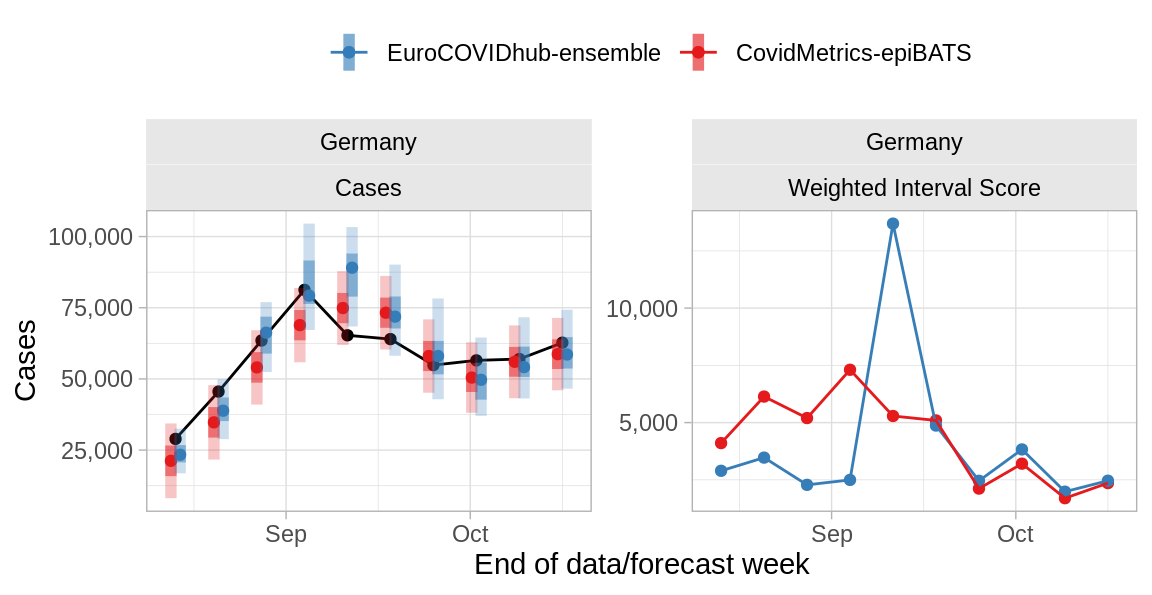 EuroCOVIDhub-ensemble CovidMetrics-epiBATS
Germany
Cases
100,000
75,000
50,000
25,000
Cases
Sep Oct
Germany
Weighted Interval Score
10,000
5,000
Sep Oct
End of data/forecast week